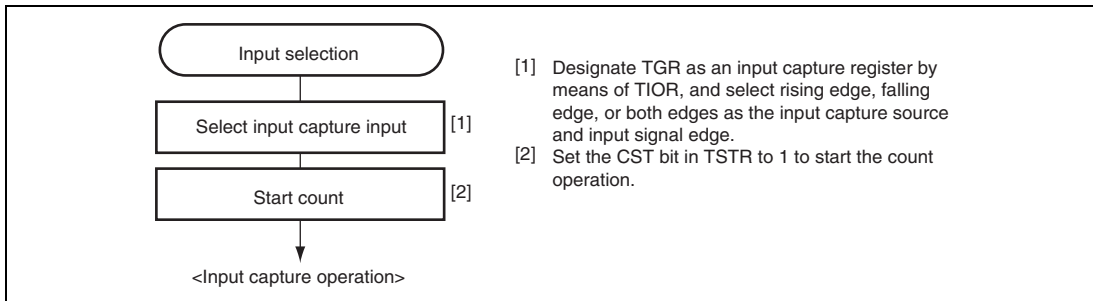 Input selection
Select input capture input
[1]
Start count
[2]
<Input capture operation>
[1] Designate TGR as an input capture register by
means of TIOR, and select rising edge, falling
edge, or both edges as the input capture source
and input signal edge.
[2] Set the CST bit in TSTR to 1 to start the count
operation.